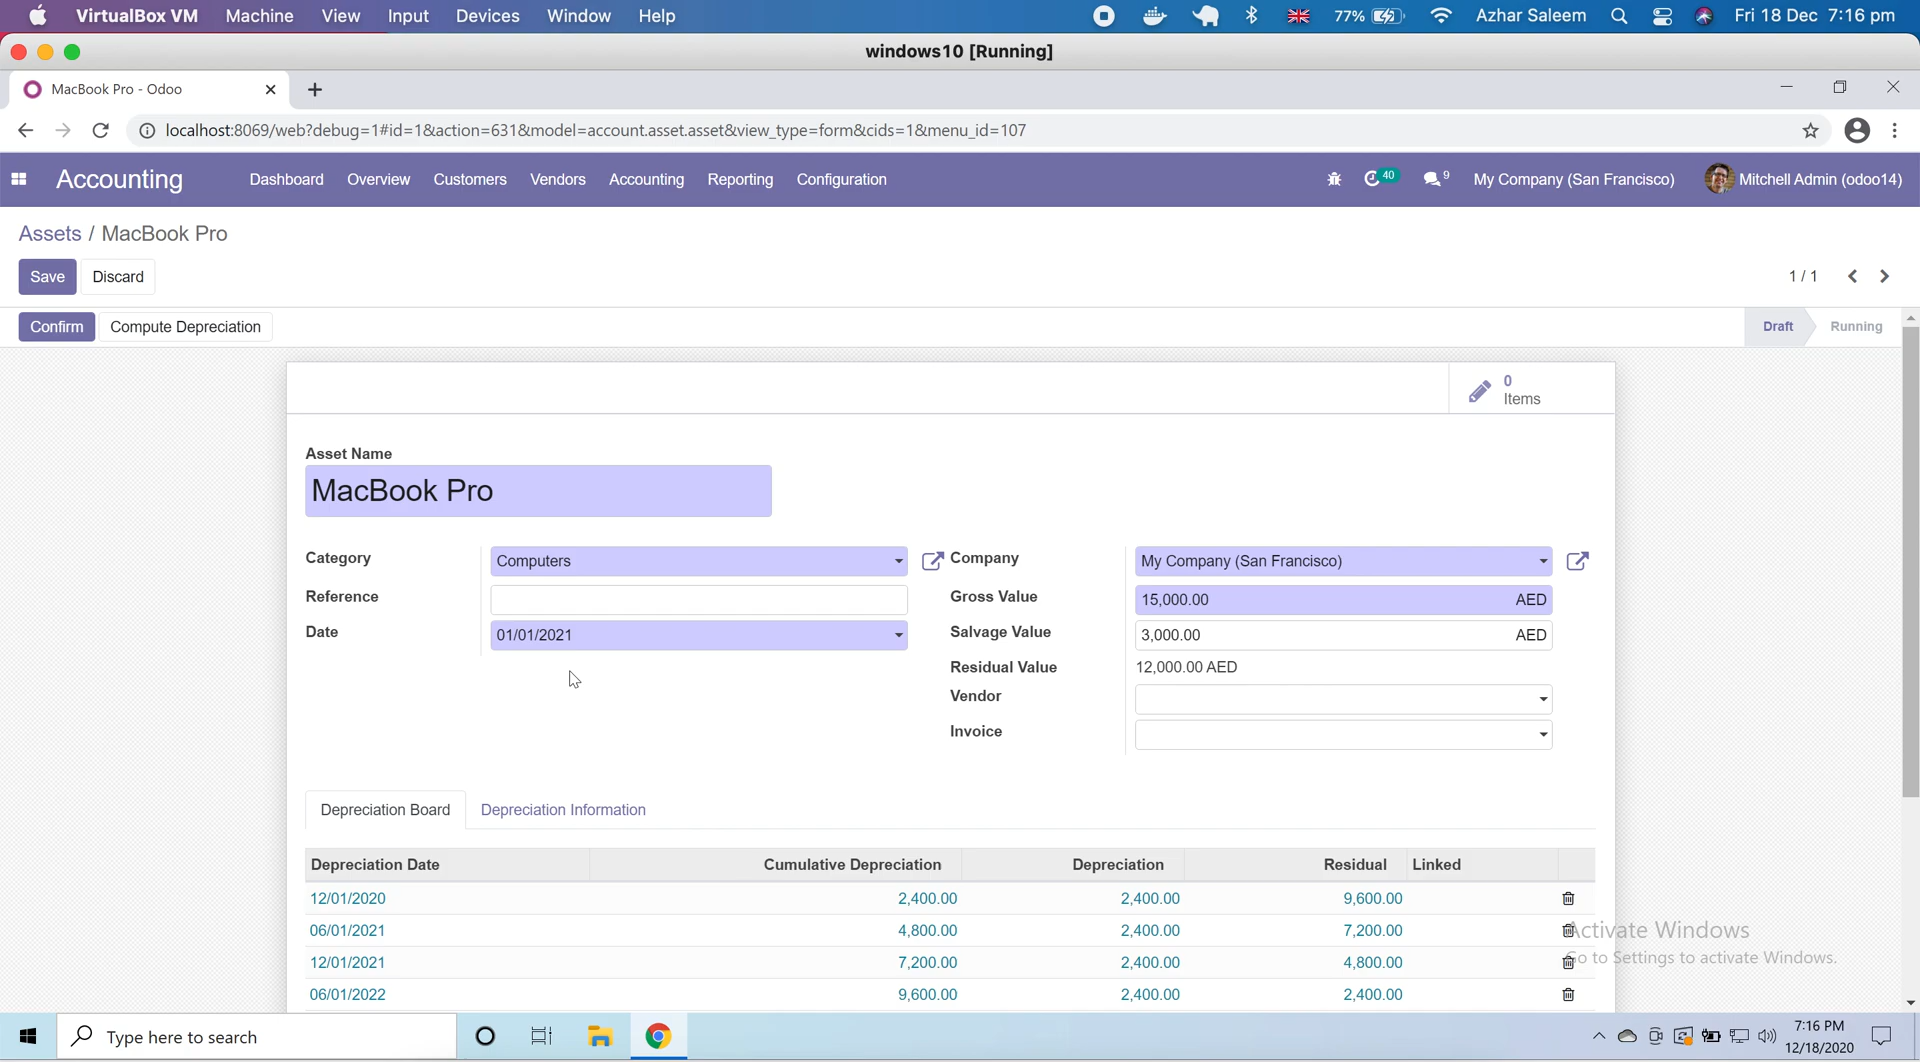 VirtualBox VM Machine View Input Devices Window Help 77% Azhar Saleem Fri 18 Dec 7:16 pm
windows10 [Running]
MacBook Pro - Odoo
localhost:8069/web?debug=1#id=1&action=631&model=account.asset.asset&view_type=form&cids=1&menu_id=107
Accounting Dashboard Overview Customers Vendors Accounting Reporting Configuration 40 9 My Company (San Francisco) Mitchell Admin (odoo14)
Assets / MacBook Pro
Save Discard 1 / 1
Confirm Compute Depreciation Draft Running
0
Items
Asset Name
MacBook Pro
Category Computers Company My Company (San Francisco)
Reference Gross Value 15,000.00 AED
Date 01/01/2021 Salvage Value 3,000.00 AED
Residual Value 12,000.00 AED
Vendor
Invoice
Depreciation Board Depreciation Information
Depreciation Date Cumulative Depreciation Depreciation Residual Linked
12/01/2020 2,400.00 2,400.00 9,600.00
06/01/2021 4,800.00 2,400.00 7,200.00
12/01/2021 7,200.00 2,400.00 4,800.00
06/01/2022 9,600.00 2,400.00 2,400.00
Activate Windows
Go to Settings to activate Windows.
Type here to search 7:16 PM
12/18/2020